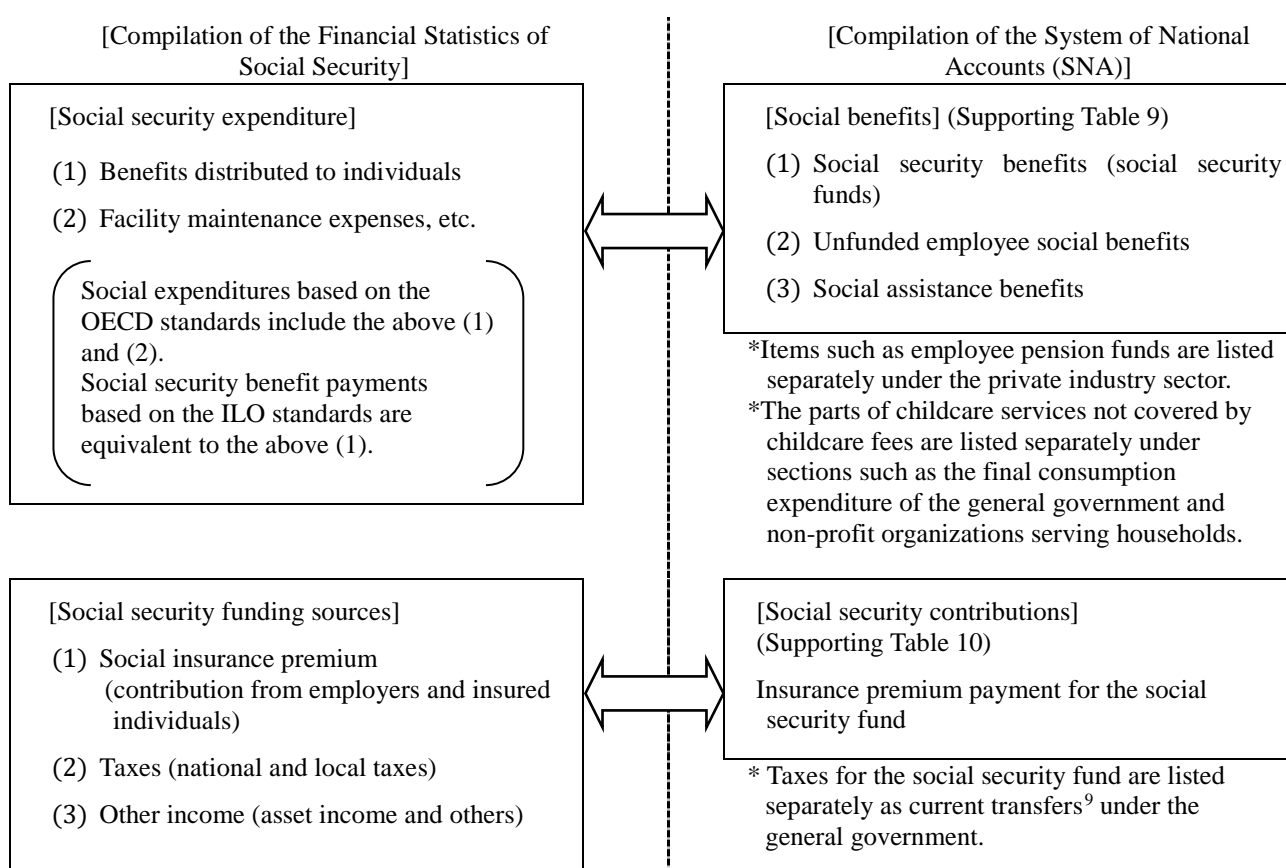 [Compilation of the Financial Statistics of
Social Security]
[Social security expenditure]
(1) Benefits distributed to individuals
(2) Facility maintenance expenses, etc.
Social expenditures based on the
OECD standards include the above (1)
and (2).
Social security benefit payments
based on the ILO standards are
equivalent to the above (1).
[Compilation of the System of National
Accounts (SNA)]
[Social benefits] (Supporting Table 9)
(1) Social security benefits (social security
funds)
(2) Unfunded employee social benefits
(3) Social assistance benefits
*Items such as employee pension funds are listed
separately under the private industry sector.
*The parts of childcare services not covered by
childcare fees are listed separately under
sections such as the final consumption
expenditure of the general government and
non-profit organizations serving households.
[Social security funding sources]
(1) Social insurance premium
(contribution from employers and insured
individuals)
(2) Taxes (national and local taxes)
(3) Other income (asset income and others)
[Social security contributions]
(Supporting Table 10)
Insurance premium payment for the social
security fund
* Taxes for the social security fund are listed
separately as current transfers⁹ under the
general government.